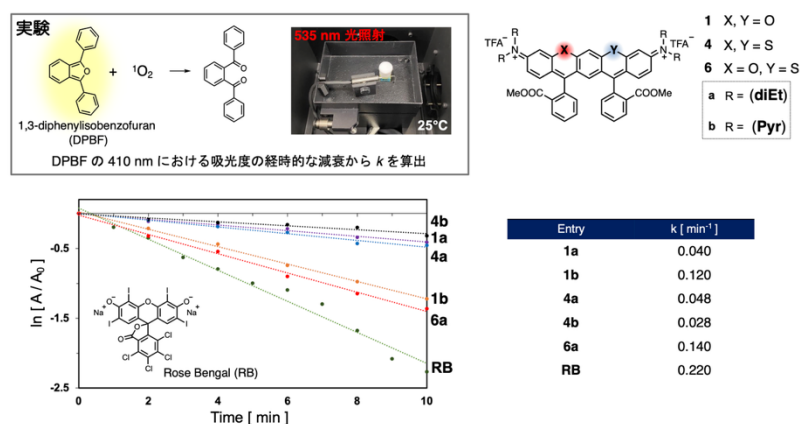 実験
535 nm 光照射
+ ¹O₂
1,3-diphenylisobenzofuran
(DPBF)
25°C
DPBF の 410 nm における吸光度の経時的な減衰から k を算出
TFA⁻
R
N⁺
R
X
Y
R
N⁺
R
TFA⁻
MeOOC
COOMe
1 X, Y = O
4 X, Y = S
6 X = O, Y = S
a R = (diEt)
b R = (Pyr)
ln [ A / A₀ ]
-0.5
-1.5
-2.5
0
2
4
6
8
10
Time [ min ]
4b
1a
4a
1b
6a
RB
Rose Bengal (RB)
Entry k [ min⁻¹ ]
1a 0.040
1b 0.120
4a 0.048
4b 0.028
6a 0.140
RB 0.220